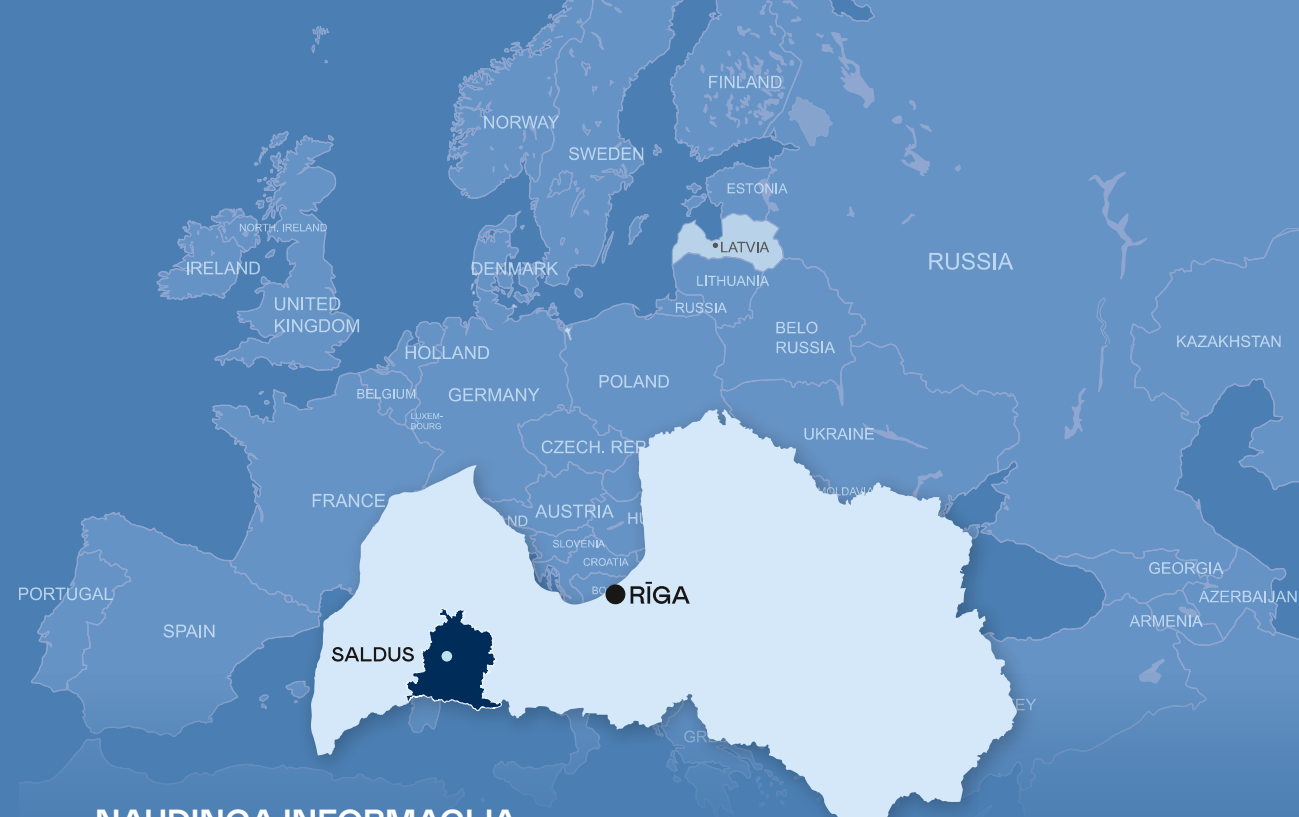 FINLAND
NORWAY
SWEDEN
ESTONIA
NORTH. IRELAND
LATVIA
IRELAND
DENMARK
RUSSIA
LITHUANIA
UNITED
KINGDOM
RUSSIA
BELO
RUSSIA
KAZAKHSTAN
HOLLAND
POLAND
BELGIUM
GERMANY
LUXEM-
BOURG
UKRAINE
CZECH. REP
MOLDAVIA
FRANCE
AUSTRIA
SLOVENIA
CROATIA
GEORGIA
PORTUGAL
RĪGA
AZERBAIJAN
ARMENIA
SPAIN
SALDUS
NAUDINGA INFORMACIJA